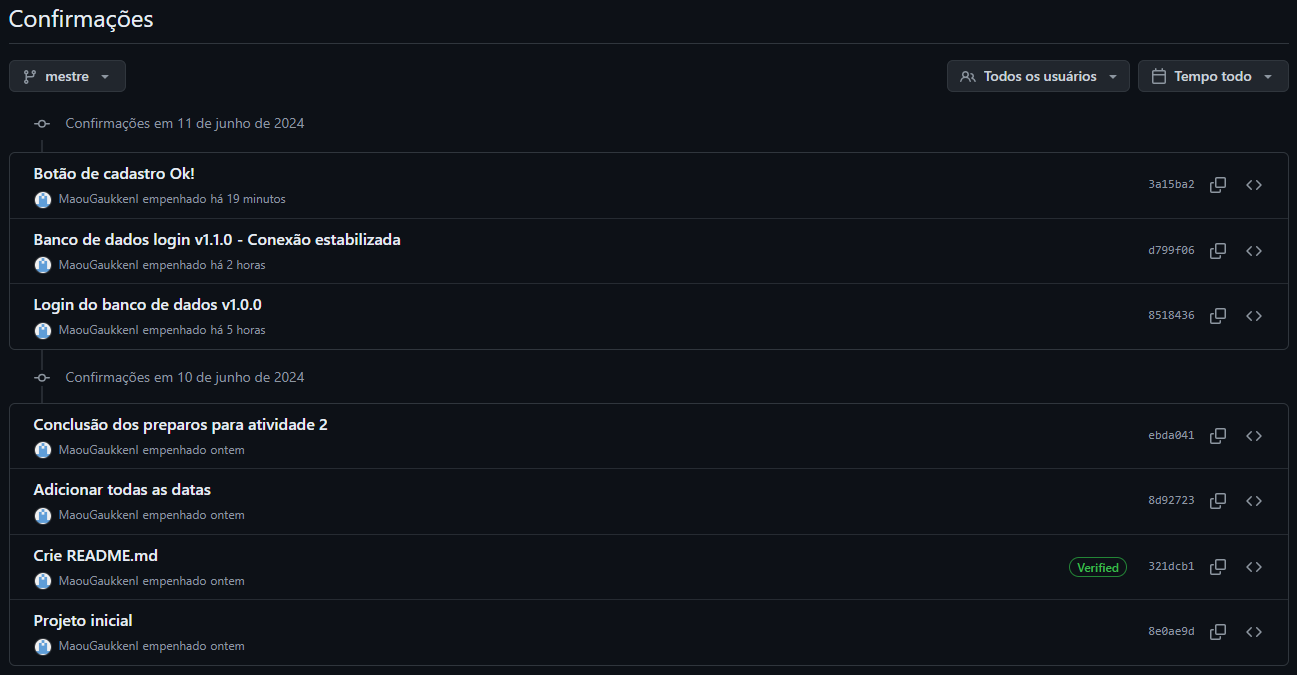 Confirmações
mestre
Todos os usuários
Tempo todo
Confirmações em 11 de junho de 2024
Botão de cadastro Ok!
MaouGaukkenl empenhado há 19 minutos
3a15ba2
Banco de dados login v1.1.0 - Conexão estabilizada
MaouGaukkenl empenhado há 2 horas
d799f06
Login do banco de dados v1.0.0
MaouGaukkenl empenhado há 5 horas
8518436
Confirmações em 10 de junho de 2024
Conclusão dos preparos para atividade 2
MaouGaukkenl empenhado ontem
ebda041
Adicionar todas as datas
MaouGaukkenl empenhado ontem
8d92723
Crie README.md
MaouGaukkenl empenhado ontem
Verified
321dcb1
Projeto inicial
MaouGaukkenl empenhado ontem
8e0ae9d